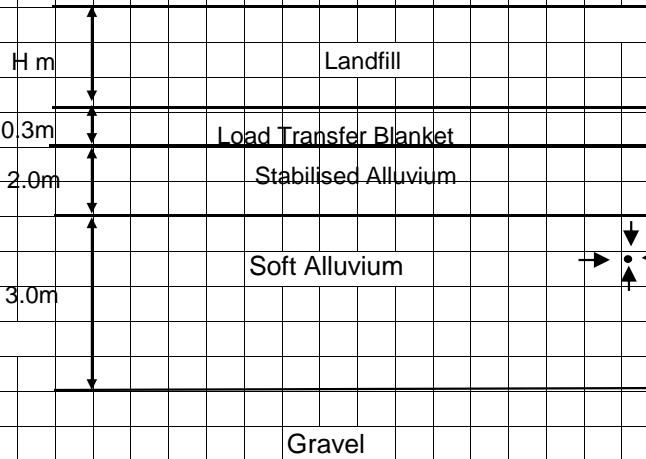 H m
Landfill
0.3m
Load Transfer Blanket
2.0m
Stabilised Alluvium
Soft Alluvium
3.0m
Gravel